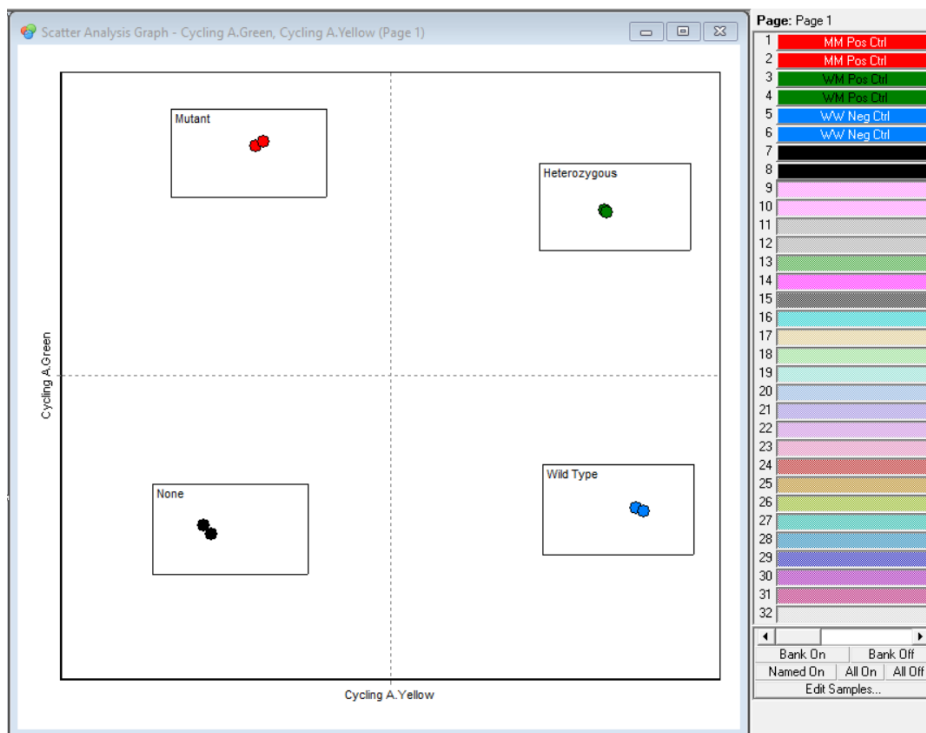 Scatter Analysis Graph - Cycling A.Green, Cycling A.Yellow (Page 1)
Mutant
Heterozygous
None
Wild Type
Cycling A.Green
Cycling A.Yellow
Page: Page 1
1 MM Pos Ctrl
2 MM Pos Ctrl
3 WM Pos Ctrl
4 WM Pos Ctrl
5 WW Neg Ctrl
6 WW Neg Ctrl
7
8
9
10
11
12
13
14
15
16
17
18
19
20
21
22
23
24
25
26
27
28
29
30
31
32
Bank On Bank Off
Named On All On All Off
Edit Samples...